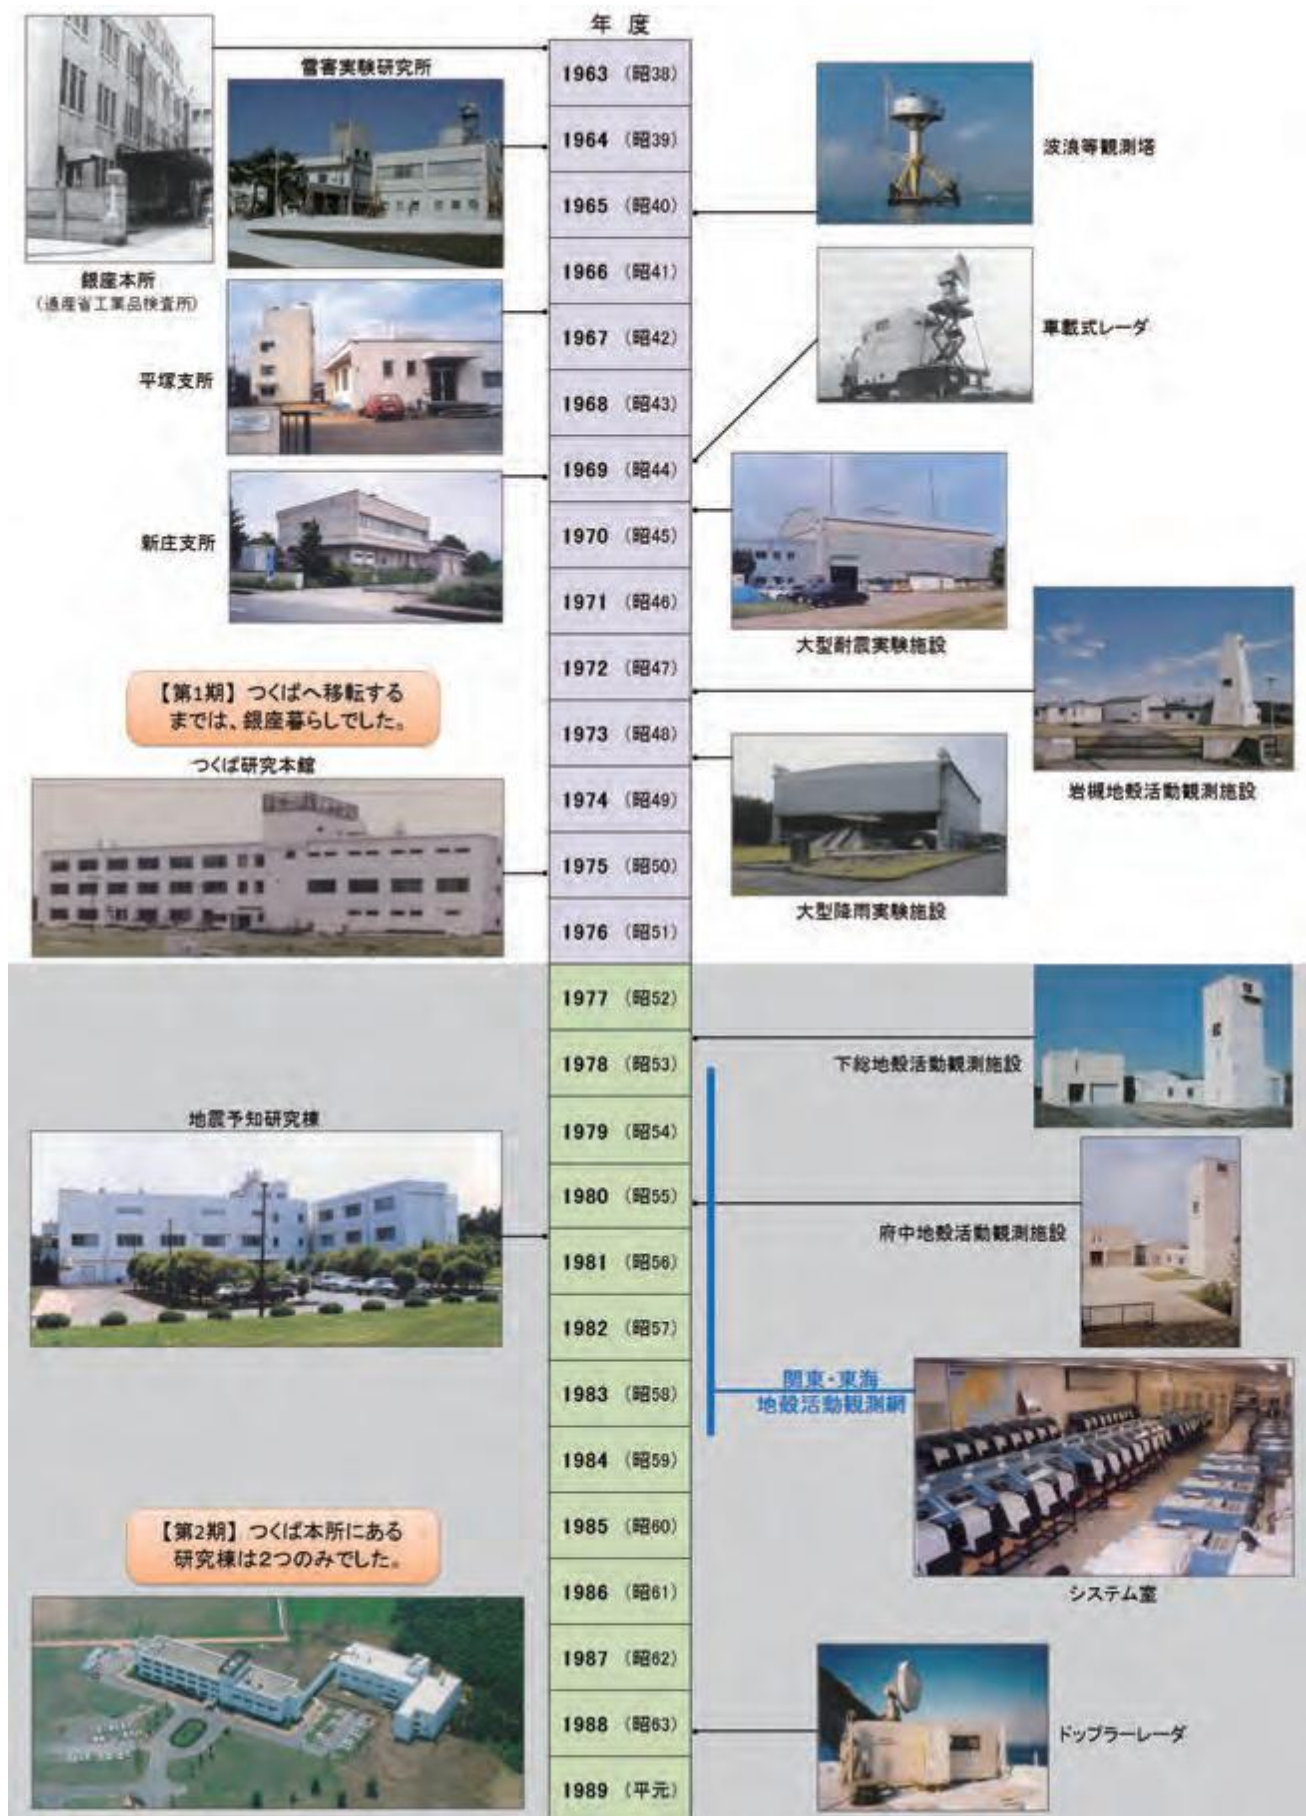 年 度
1963 (昭38)
1964 (昭39)
1965 (昭40)
1966 (昭41)
1967 (昭42)
1968 (昭43)
1969 (昭44)
1970 (昭45)
1971 (昭46)
1972 (昭47)
1973 (昭48)
1974 (昭49)
1975 (昭50)
1976 (昭51)
1977 (昭52)
1978 (昭53)
1979 (昭54)
1980 (昭55)
1981 (昭56)
1982 (昭57)
1983 (昭58)
1984 (昭59)
1985 (昭60)
1986 (昭61)
1987 (昭62)
1988 (昭63)
1989 (平元)
雪害実験研究所
銀座本所
(通産省工業品検査所)
平塚支所
新庄支所
【第1期】つくばへ移転する
までは、銀座暮らしでした。
つくば研究本館
地震予知研究棟
【第2期】つくば本所にある
研究棟は2つのみでした。
波浪等観測塔
車載式レーダ
大型耐震実験施設
岩槻地殻活動観測施設
大型降雨実験施設
下総地殻活動観測施設
府中地殻活動観測施設
関東・東海
地殻活動観測網
システム室
ドップラーレーダ